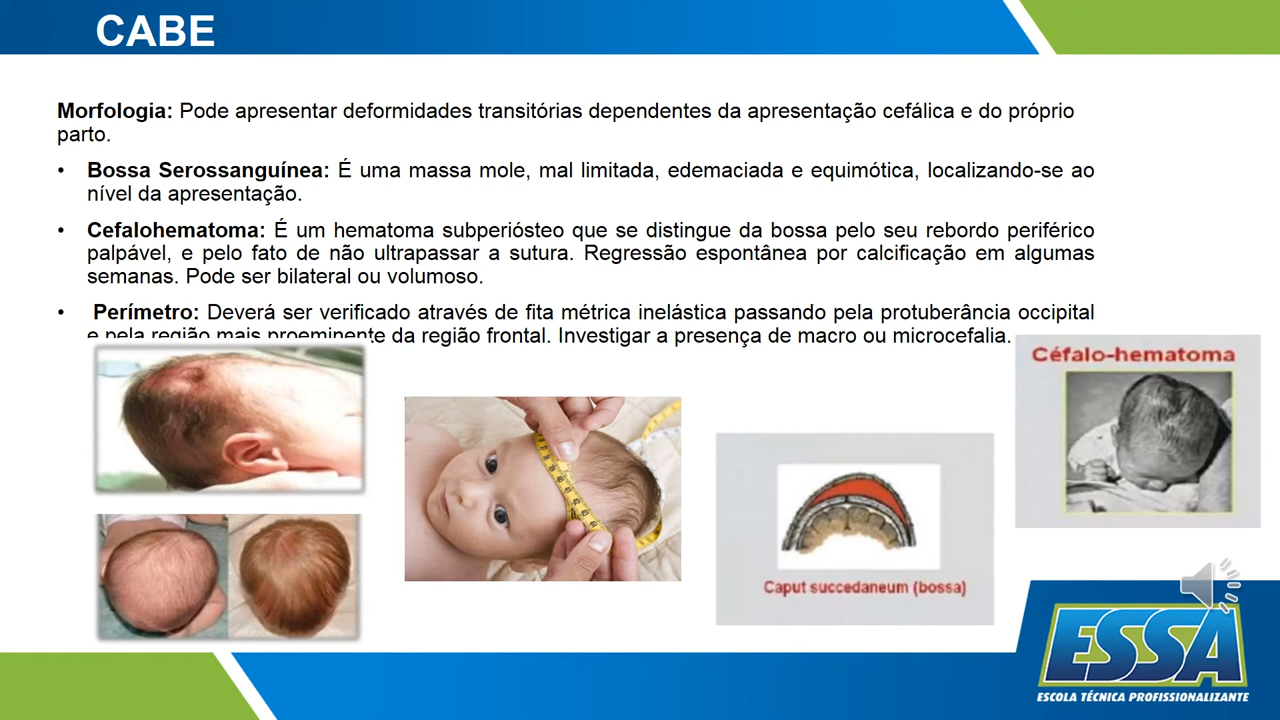 CABE
Morfologia: Pode apresentar deformidades transitórias dependentes da apresentação cefálica e do próprio
parto.
• Bossa Serossanguínea: É uma massa mole, mal limitada, edemaciada e equimótica, localizando-se ao
nível da apresentação.
• Cefalohematoma: É um hematoma subperiósteo que se distingue da bossa pelo seu rebordo periférico
palpável, e pelo fato de não ultrapassar a sutura. Regressão espontânea por calcificação em algumas
semanas. Pode ser bilateral ou volumoso.
• Perímetro: Deverá ser verificado através de fita métrica inelástica passando pela protuberância occipital
e pela região mais proeminente da região frontal. Investigar a presença de macro ou microcefalia.
Céfalo-hematoma
Caput succedaneum (bossa)
ESSA
ESCOLA TÉCNICA PROFISSIONALIZANTE